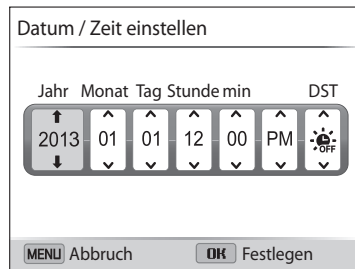 Datum / Zeit einstellen
Jahr Monat Tag Stunde min DST
2013 01 01 12 00 PM OFF
MENU Abbruch OK Festlegen